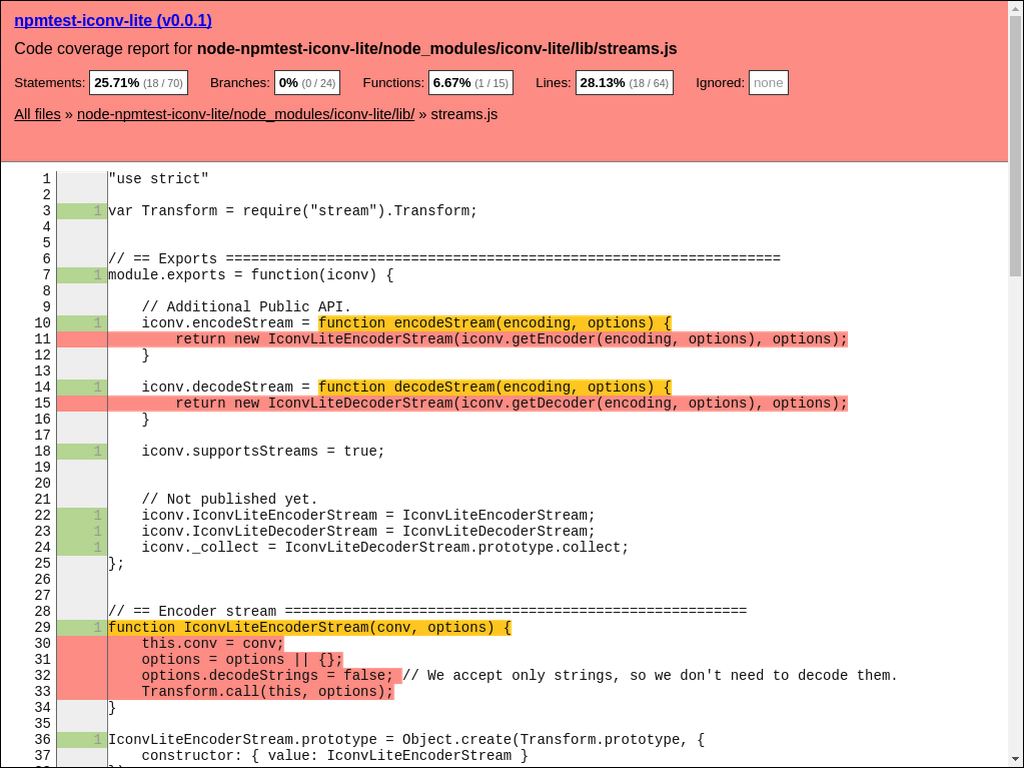 npmtest-iconv-lite (v0.0.1)
Code coverage report for node-npmtest-iconv-lite/node_modules/iconv-lite/lib/streams.js
Statements: 25.71% (18 / 70) Branches: 0% (0 / 24) Functions: 6.67% (1 / 15) Lines: 28.13% (18 / 64) Ignored: none
All files » node-npmtest-iconv-lite/node_modules/iconv-lite/lib/ » streams.js
1 "use strict"
2
3 1 var Transform = require("stream").Transform;
4
5
6 // == Exports ==================================================================
7 1 module.exports = function(iconv) {
8
9     // Additional Public API.
10 1     iconv.encodeStream = function encodeStream(encoding, options) {
11         return new IconvLiteEncoderStream(iconv.getEncoder(encoding, options), options);
12     }
13
14 1     iconv.decodeStream = function decodeStream(encoding, options) {
15         return new IconvLiteDecoderStream(iconv.getDecoder(encoding, options), options);
16     }
17
18 1     iconv.supportsStreams = true;
19
20
21     // Not published yet.
22 1     iconv.IconvLiteEncoderStream = IconvLiteEncoderStream;
23 1     iconv.IconvLiteDecoderStream = IconvLiteDecoderStream;
24 1     iconv._collect = IconvLiteDecoderStream.prototype.collect;
25 };
26
27
28 // == Encoder stream =======================================================
29 1 function IconvLiteEncoderStream(conv, options) {
30     this.conv = conv;
31     options = options || {};
32     options.decodeStrings = false; // We accept only strings, so we don't need to decode them.
33     Transform.call(this, options);
34 }
35
36 1 IconvLiteEncoderStream.prototype = Object.create(Transform.prototype, {
37     constructor: { value: IconvLiteEncoderStream }